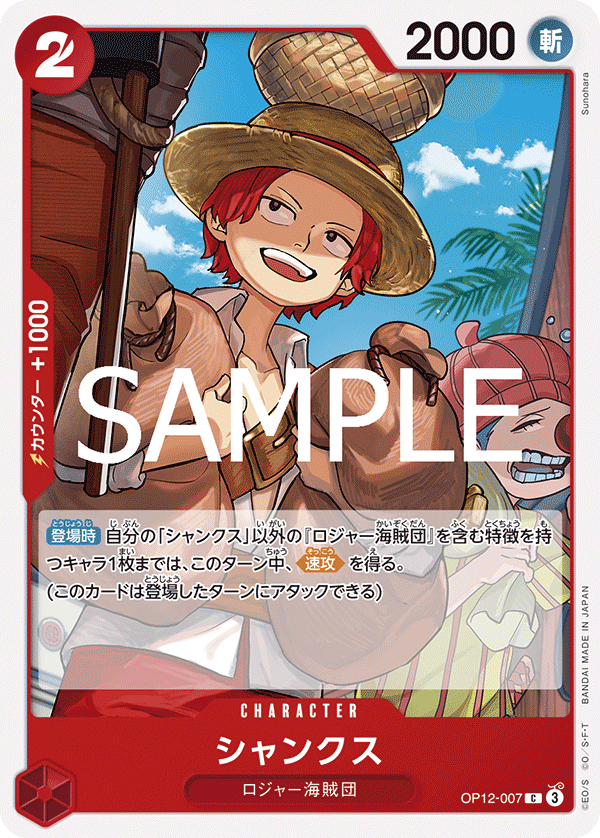 2
2000
斬
Sunohara
カウンター +1000
SAMPLE
登場時 自分の「シャンクス」以外の『ロジャー海賊団』を含む特徴を持
つキャラ1枚までは、このターン中、速攻 を得る。
(このカードは登場したターンにアタックできる)
CHARACTER
シャンクス
ロジャー海賊団
OP12-007 C 3
©E.O/S ©O/S・F・T BANDAI MADE IN JAPAN